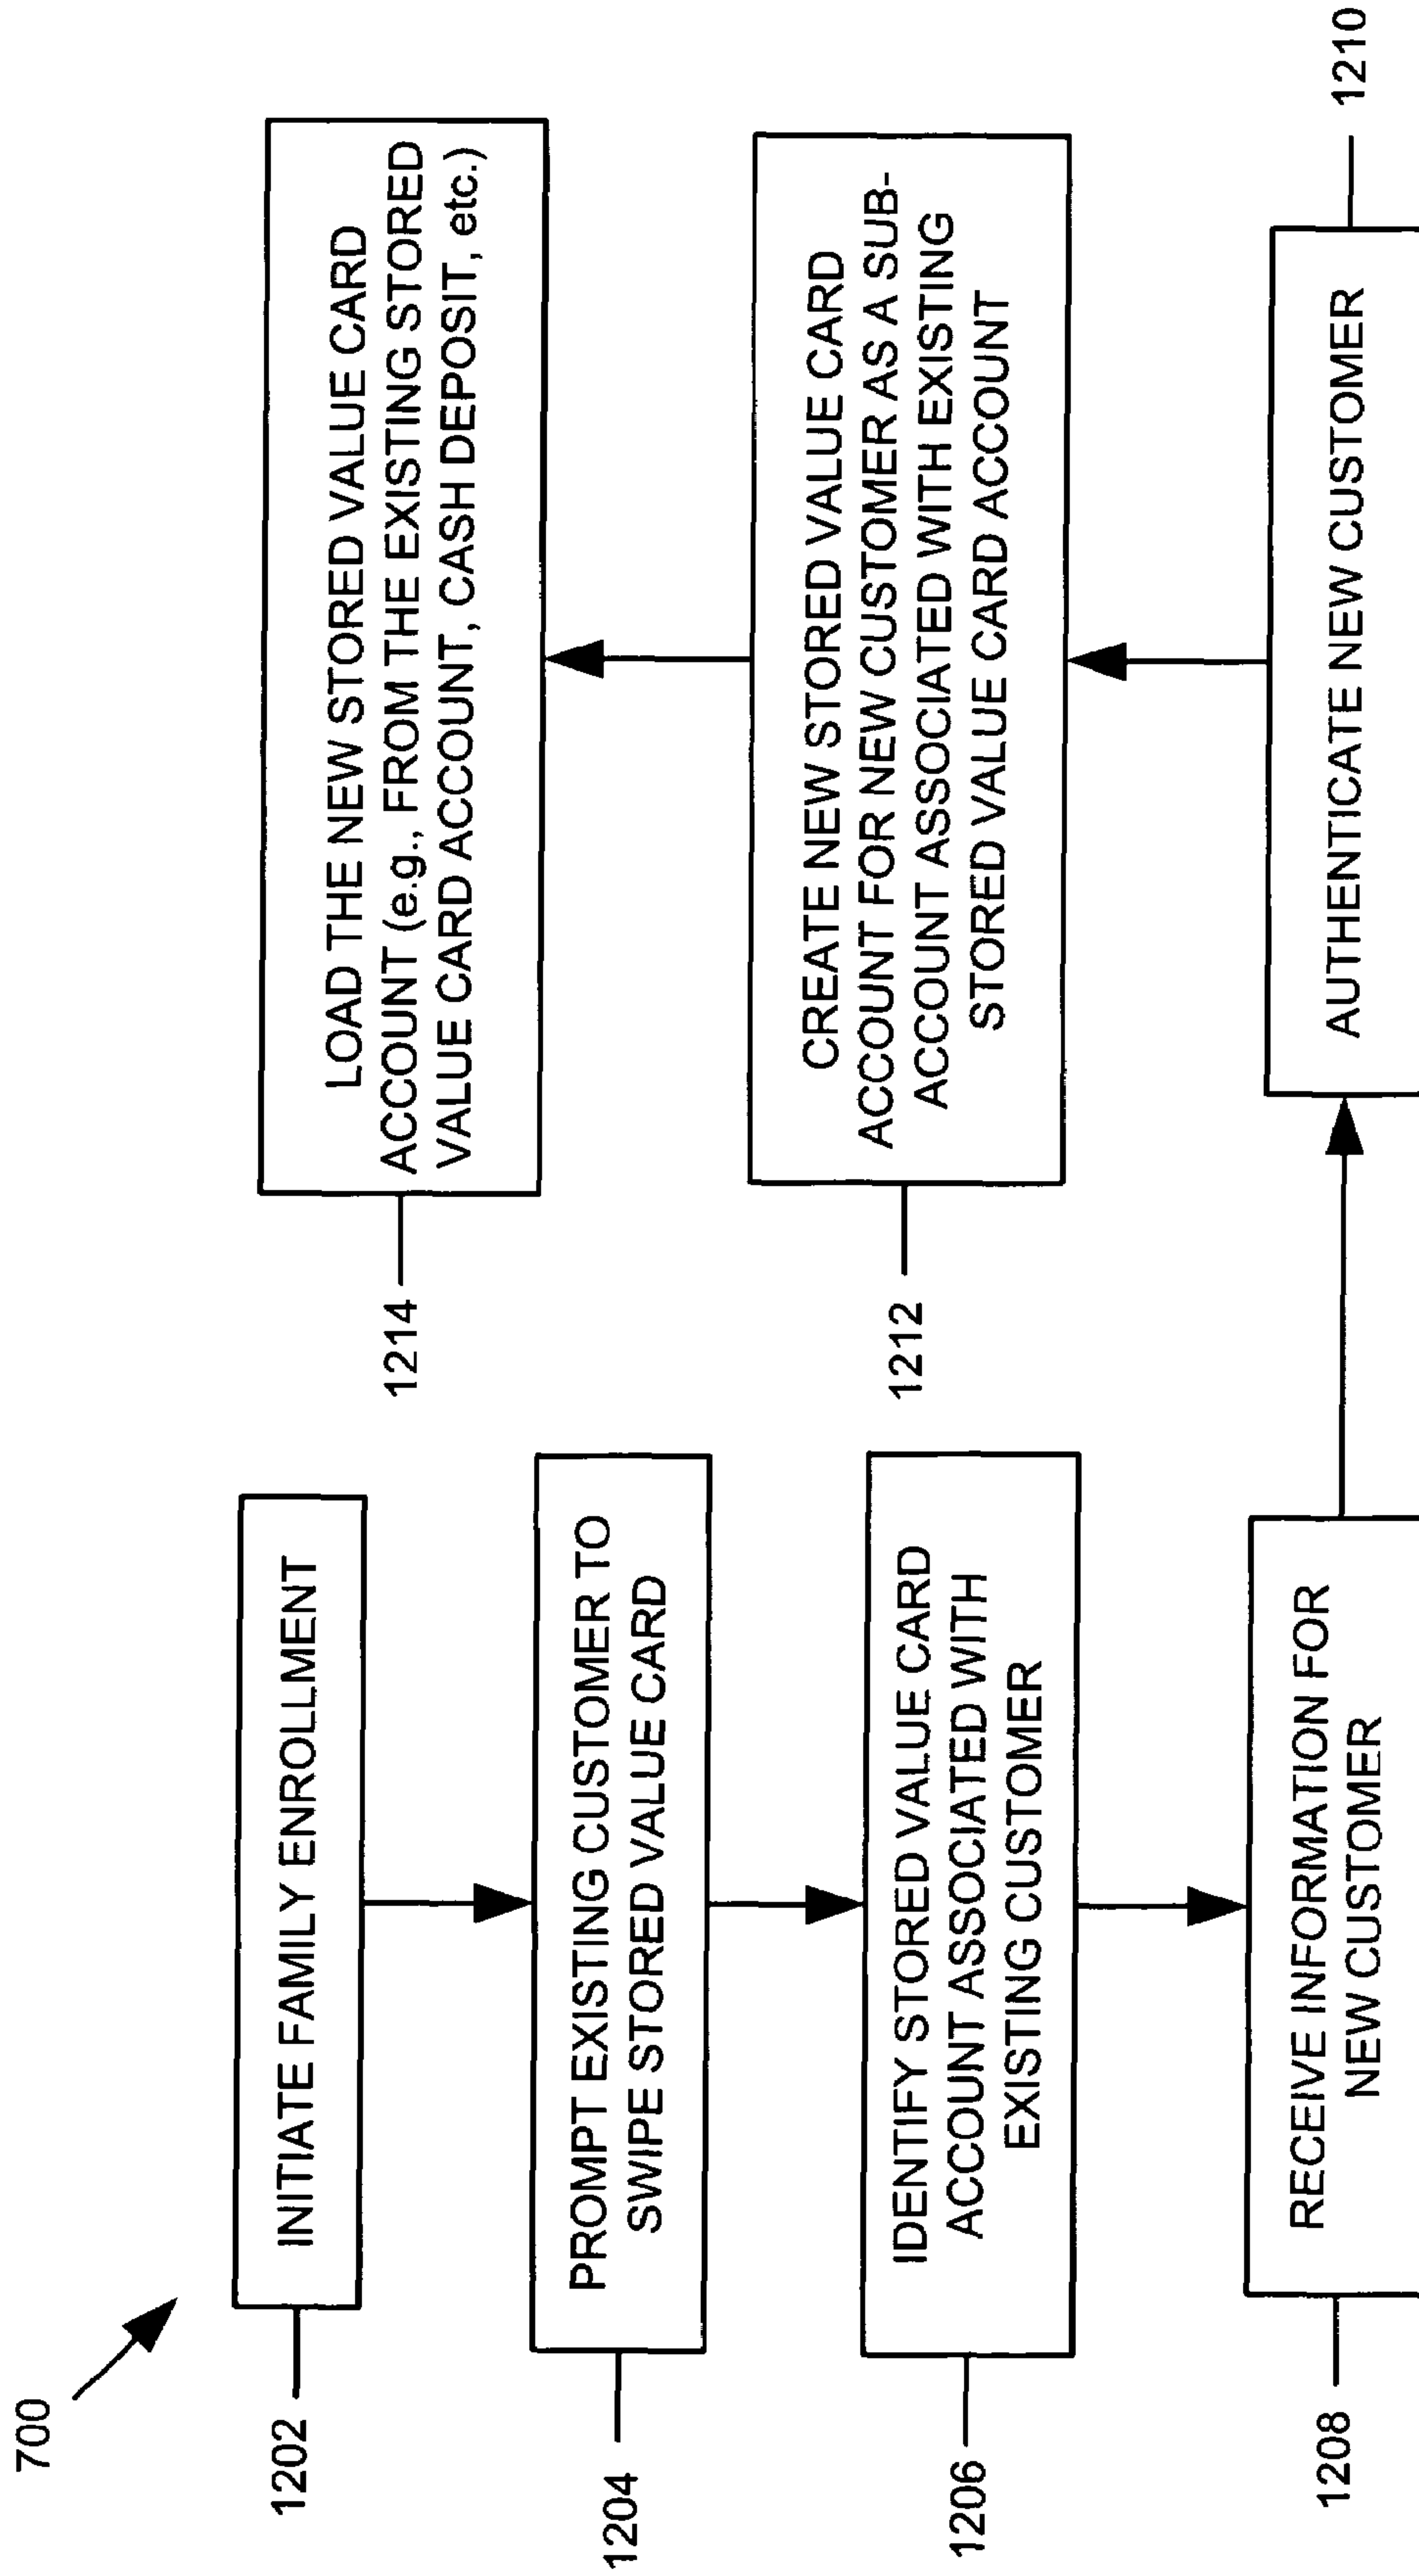 700
1202
INITIATE FAMILY ENROLLMENT
1204
PROMPT EXISTING CUSTOMER TO
SWIPE STORED VALUE CARD
1206
IDENTIFY STORED VALUE CARD
ACCOUNT ASSOCIATED WITH
EXISTING CUSTOMER
1208
RECEIVE INFORMATION FOR
NEW CUSTOMER
AUTHENTICATE NEW CUSTOMER
1210
1212
CREATE NEW STORED VALUE CARD
ACCOUNT FOR NEW CUSTOMER AS A SUB-
ACCOUNT ASSOCIATED WITH EXISTING
STORED VALUE CARD ACCOUNT
1214
LOAD THE NEW STORED VALUE CARD
ACCOUNT (e.g., FROM THE EXISTING STORED
VALUE CARD ACCOUNT, CASH DEPOSIT, etc.)